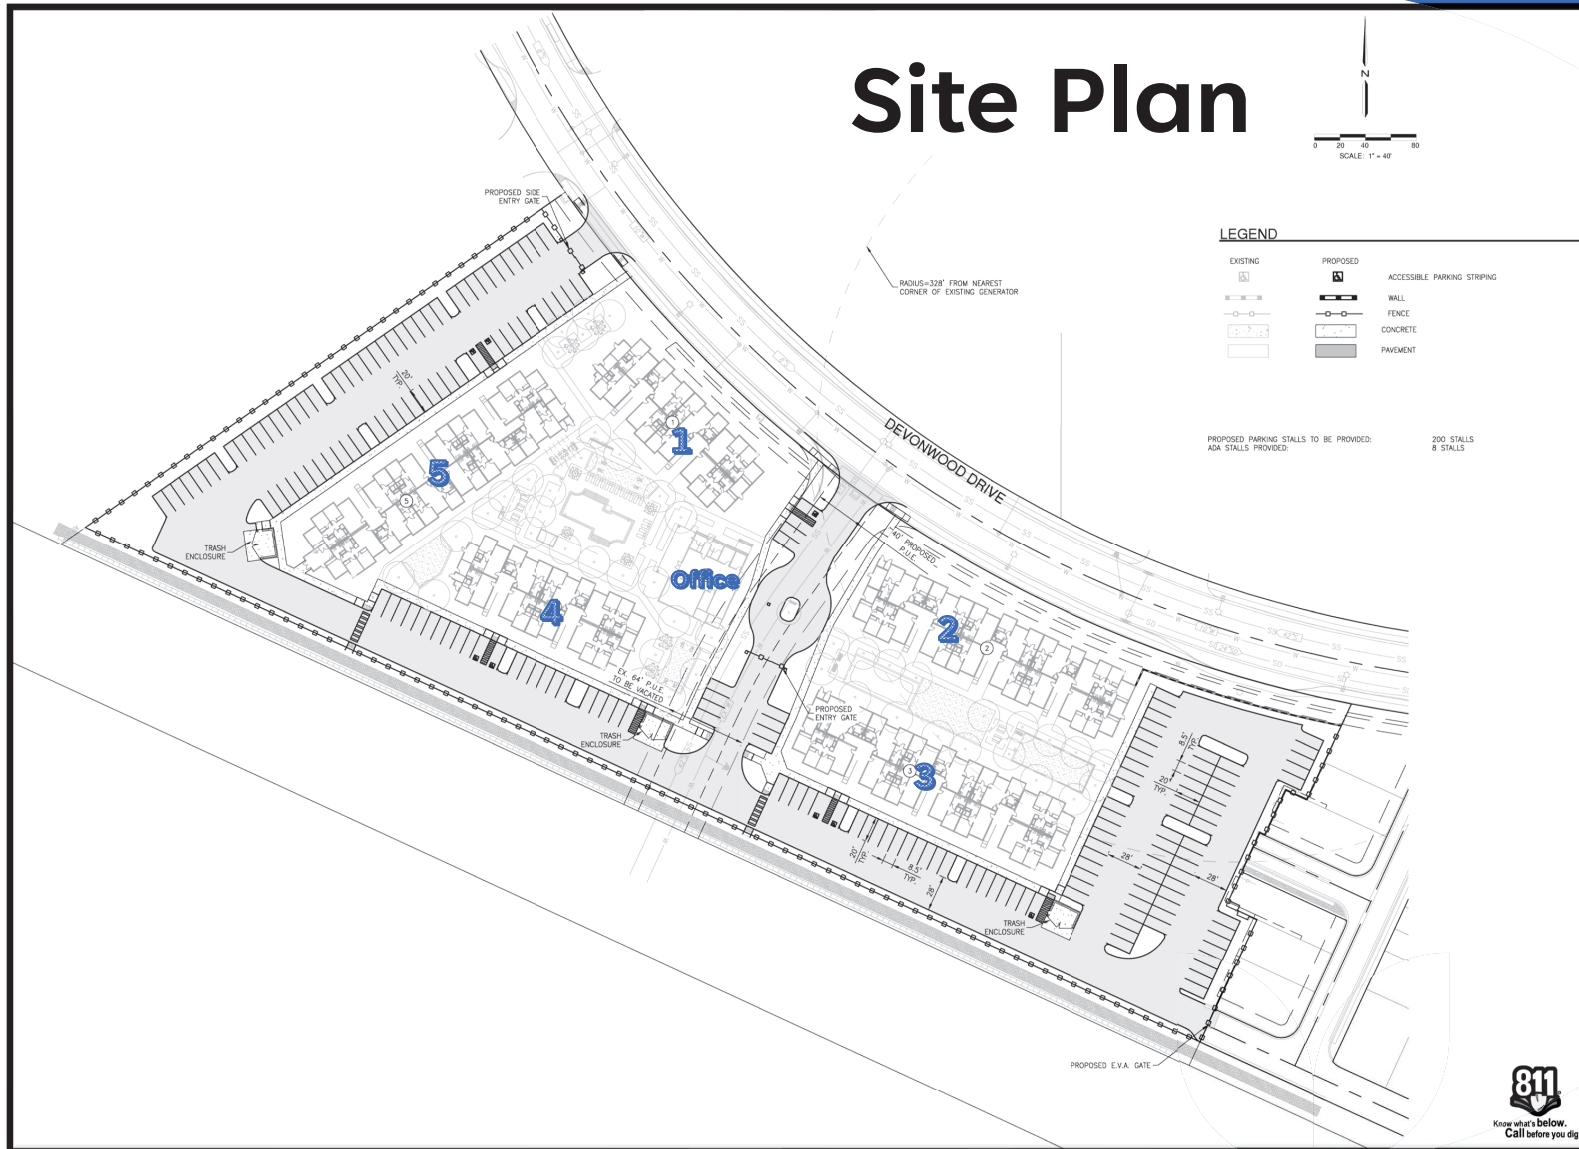 Site Plan
N
0 20 40 80
SCALE: 1" = 40'
PROPOSED SIDE
ENTRY GATE
RADIUS=328' FROM NEAREST
CORNER OF EXISTING GENERATOR
LEGEND
EXISTING PROPOSED
ACCESSIBLE PARKING STRIPING
WALL
FENCE
CONCRETE
PAVEMENT
PROPOSED PARKING STALLS TO BE PROVIDED: 200 STALLS
ADA STALLS PROVIDED: 8 STALLS
DEVONWOOD DRIVE
20'
TYP.
1
1
5
5
TRASH
ENCLOSURE
Office
4
40' PROPOSED
P.U.E.
2
2
EX. 64' P.U.E.
TO BE VACATED
PROPOSED
ENTRY GATE
TRASH
ENCLOSURE
3
3
8.5'
TYP.
20'
TYP.
28'
28'
20'
TYP.
8.5'
TYP.
28'
TRASH
ENCLOSURE
PROPOSED E.V.A. GATE
811
Know what's below.
Call before you dig